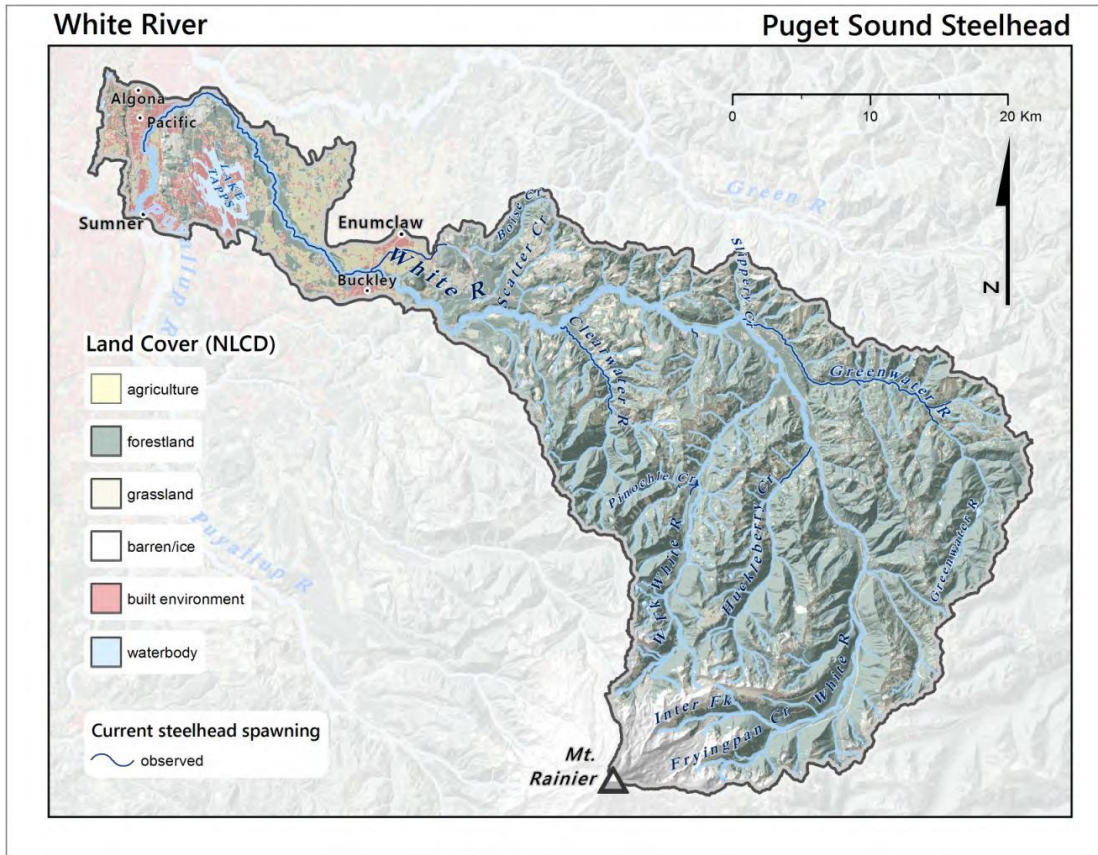 White River
Puget Sound Steelhead
Algona
Pacific
LAKE
TAPPS
Sumner
Puyallup R
Enumclaw
Buckley
White R
Boise Cr
Scatter Cr
Green R
Slippery Cr
0 10 20 Km
N
Clearwater R
Greenwater R
Pinochle Cr
Huckleberry Cr
W Fk White R
Greenwater R
White R
Inter Fk
Fryingpan Cr
Mt.
Rainier
Puyallup R
Land Cover (NLCD)
agriculture
forestland
grassland
barren/ice
built environment
waterbody
Current steelhead spawning
observed